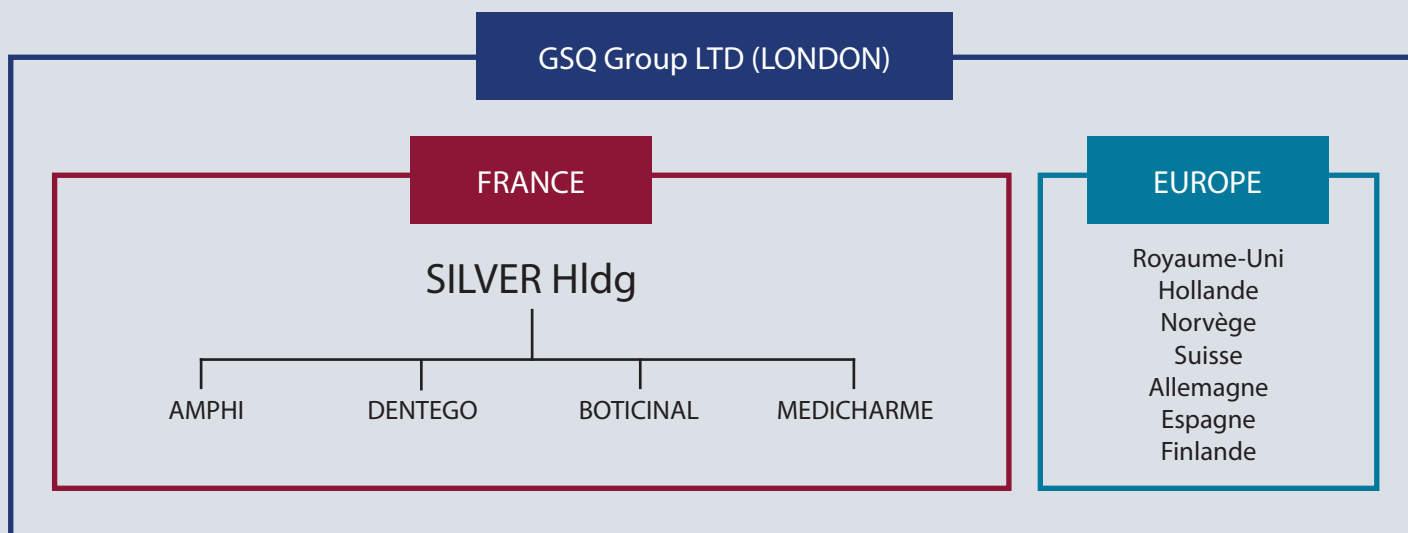 GSQ Group LTD (LONDON)
FRANCE
SILVER Hldg
AMPHI
DENTEGO
BOTICINAL
MEDICHARME
EUROPE
Royaume-Uni
Hollande
Norvège
Suisse
Allemagne
Espagne
Finlande